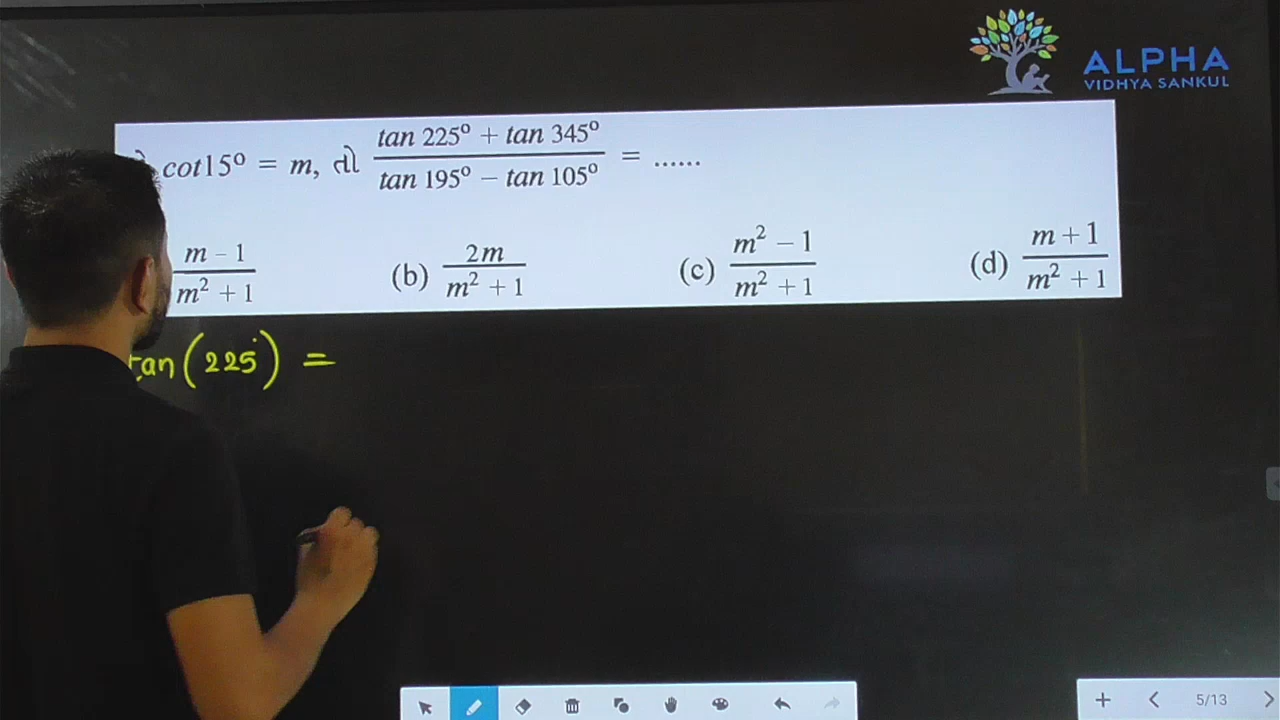 ALPHA
VIDHYA SANKUL
cot15° = m, તો (tan 225° + tan 345°)/(tan 195° − tan 105°) = ......
(m − 1)/(m² + 1) (b) 2m/(m² + 1) (c) (m² − 1)/(m² + 1) (d) (m + 1)/(m² + 1)
tan(225°) =
5/13